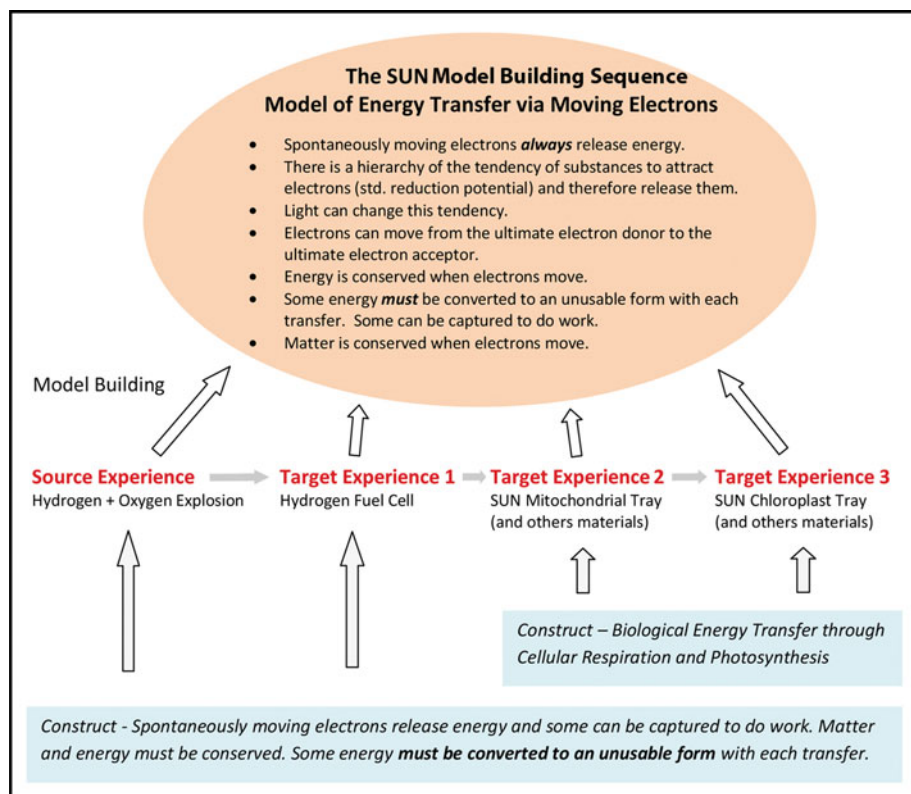 The SUN Model Building Sequence
Model of Energy Transfer via Moving Electrons
• Spontaneously moving electrons always release energy.
• There is a hierarchy of the tendency of substances to attract
electrons (std. reduction potential) and therefore release them.
• Light can change this tendency.
• Electrons can move from the ultimate electron donor to the
ultimate electron acceptor.
• Energy is conserved when electrons move.
• Some energy must be converted to an unusable form with each
transfer. Some can be captured to do work.
• Matter is conserved when electrons move.
Model Building
Source Experience
Hydrogen + Oxygen Explosion
Target Experience 1
Hydrogen Fuel Cell
Target Experience 2
SUN Mitochondrial Tray
(and others materials)
Target Experience 3
SUN Chloroplast Tray
(and others materials)
Construct – Biological Energy Transfer through
Cellular Respiration and Photosynthesis
Construct - Spontaneously moving electrons release energy and some can be captured to do work. Matter
and energy must be conserved. Some energy must be converted to an unusable form with each transfer.